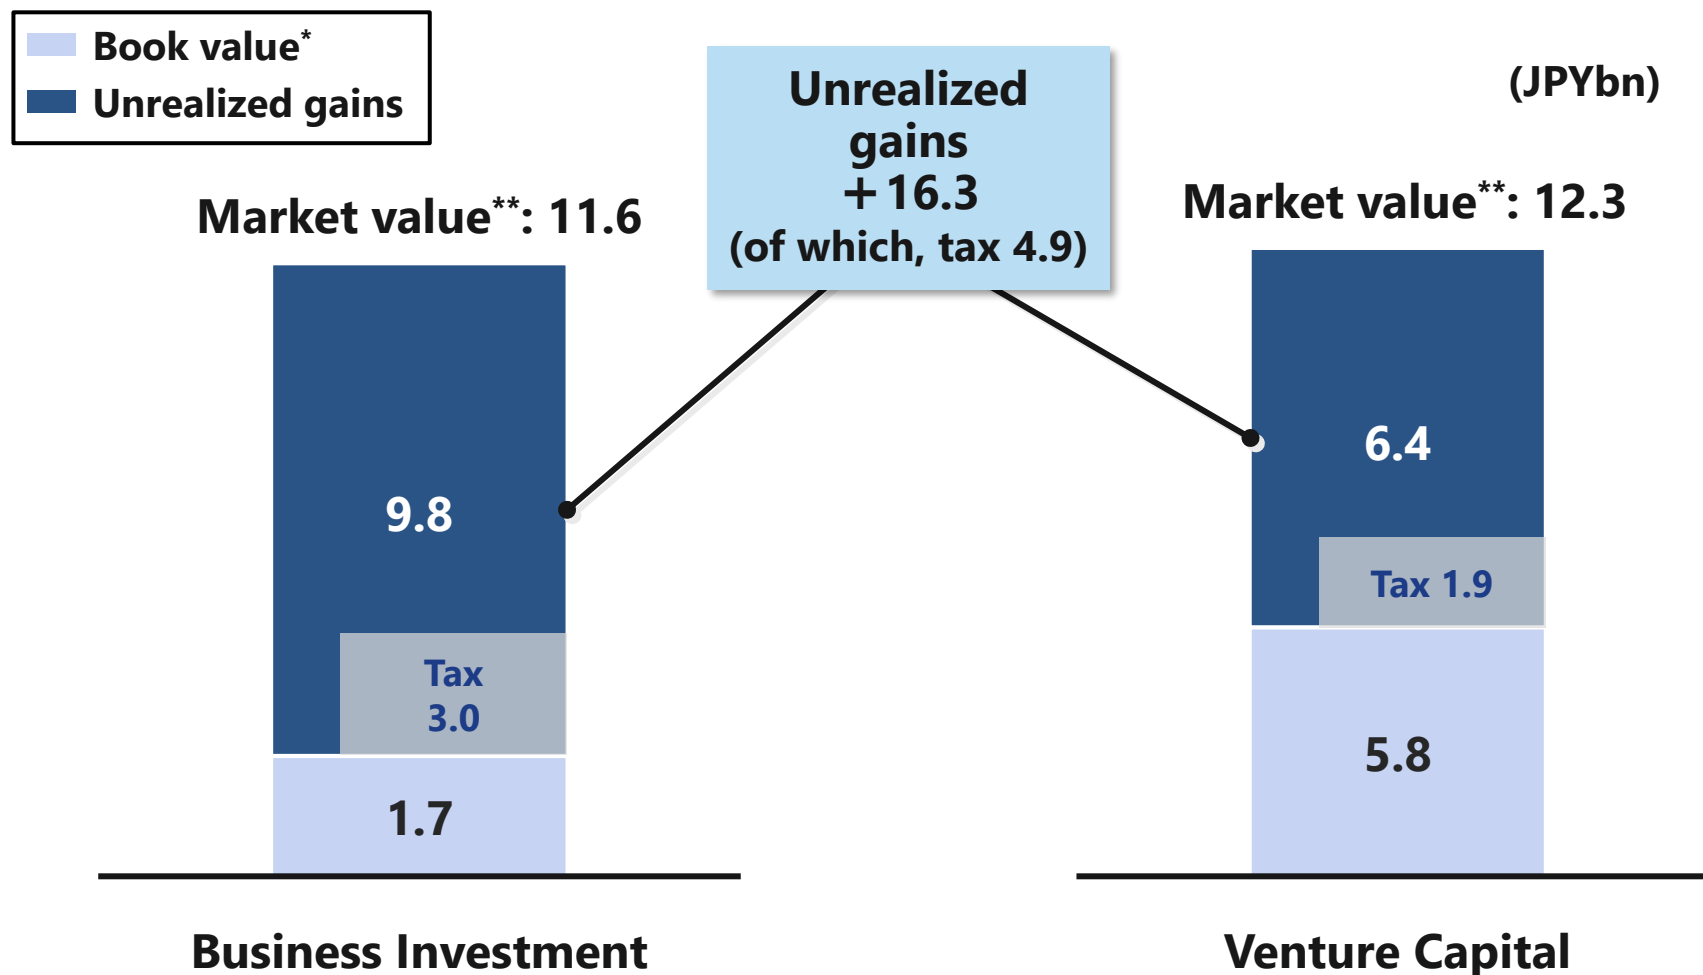 Book value*
Unrealized gains
(JPYbn)
Unrealized
gains
+16.3
(of which, tax 4.9)
Market value**: 11.6
9.8
Tax
3.0
1.7
Business Investment
Market value**: 12.3
6.4
Tax 1.9
5.8
Venture Capital